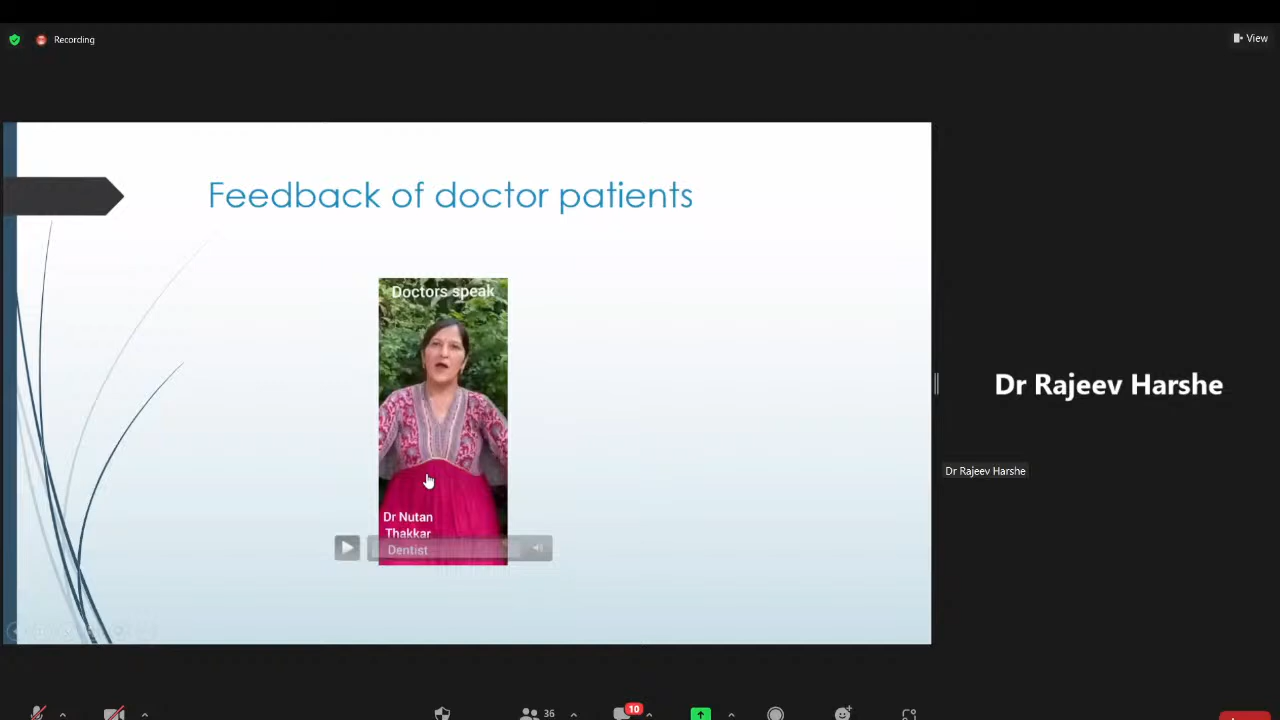 Recording
View
Feedback of doctor patients
Doctors speak
Dr Rajeev Harshe
Dr Rajeev Harshe
Dr Nutan
Thakkar
Dentist
36
10